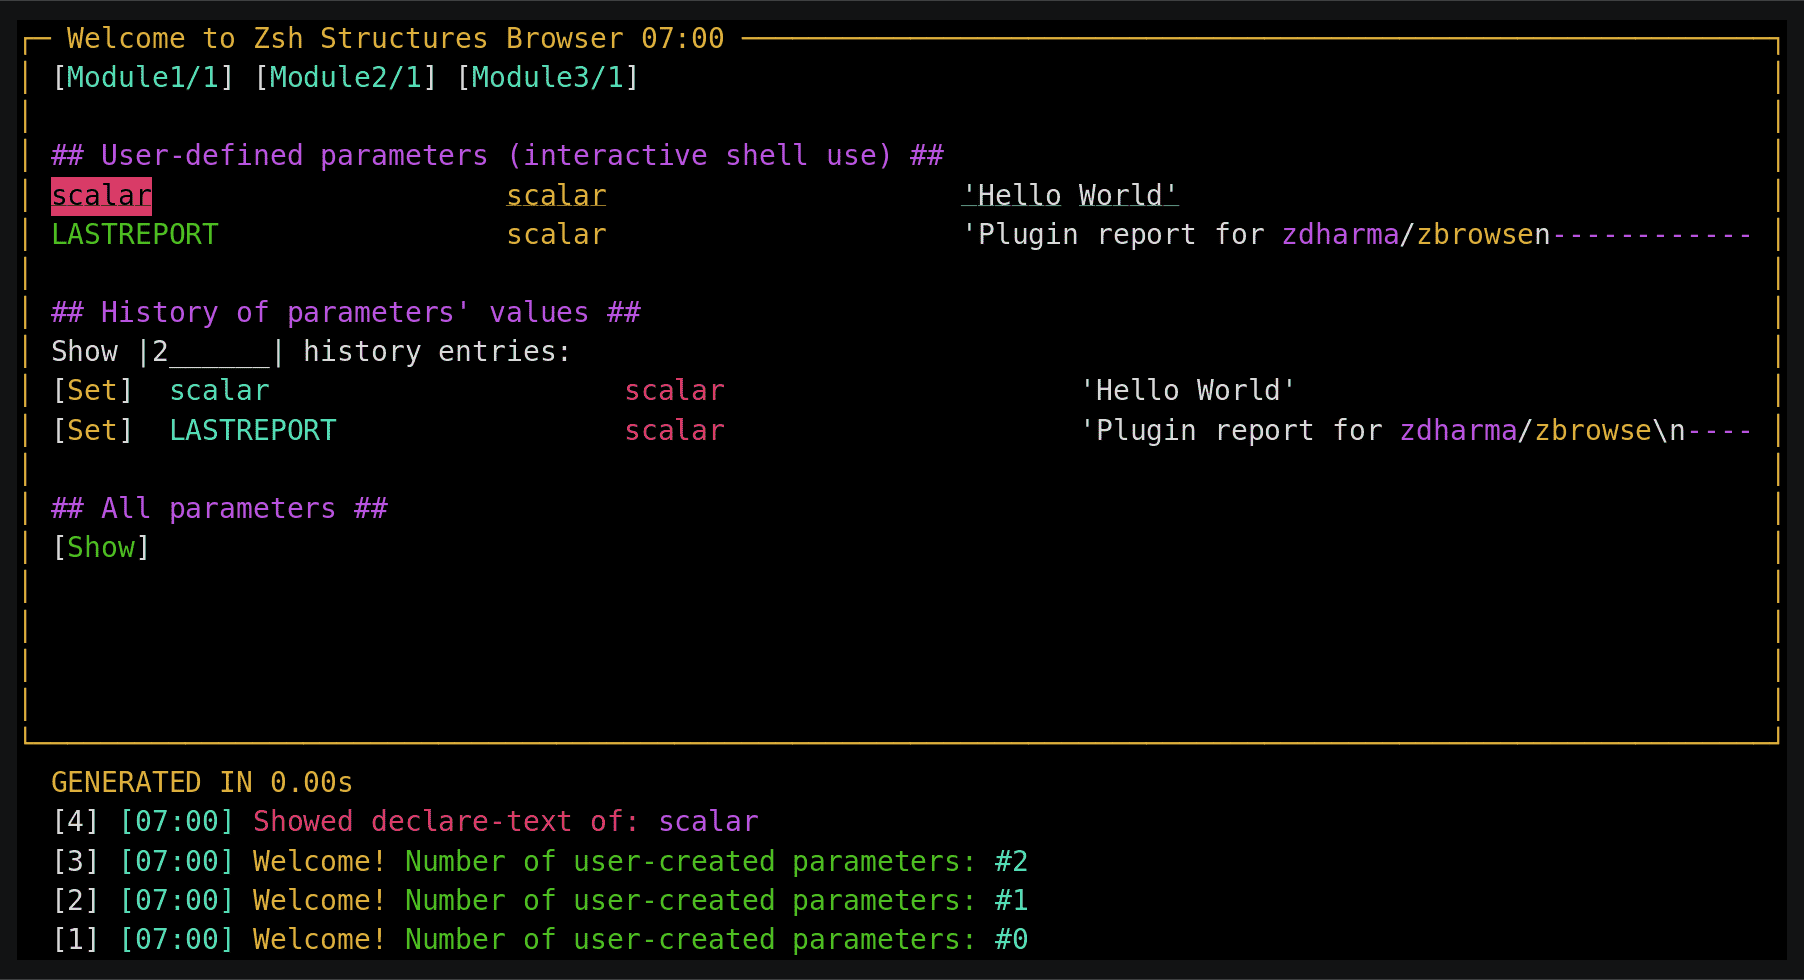 Welcome to Zsh Structures Browser 07:00
[Module1/1] [Module2/1] [Module3/1]
## User-defined parameters (interactive shell use) ##
scalar scalar 'Hello World'
LASTREPORT scalar 'Plugin report for zdharma/zbrowsen------------
## History of parameters' values ##
Show |2______| history entries:
[Set] scalar scalar 'Hello World'
[Set] LASTREPORT scalar 'Plugin report for zdharma/zbrowse\n----
## All parameters ##
[Show]
GENERATED IN 0.00s
[4] [07:00] Showed declare-text of: scalar
[3] [07:00] Welcome! Number of user-created parameters: #2
[2] [07:00] Welcome! Number of user-created parameters: #1
[1] [07:00] Welcome! Number of user-created parameters: #0